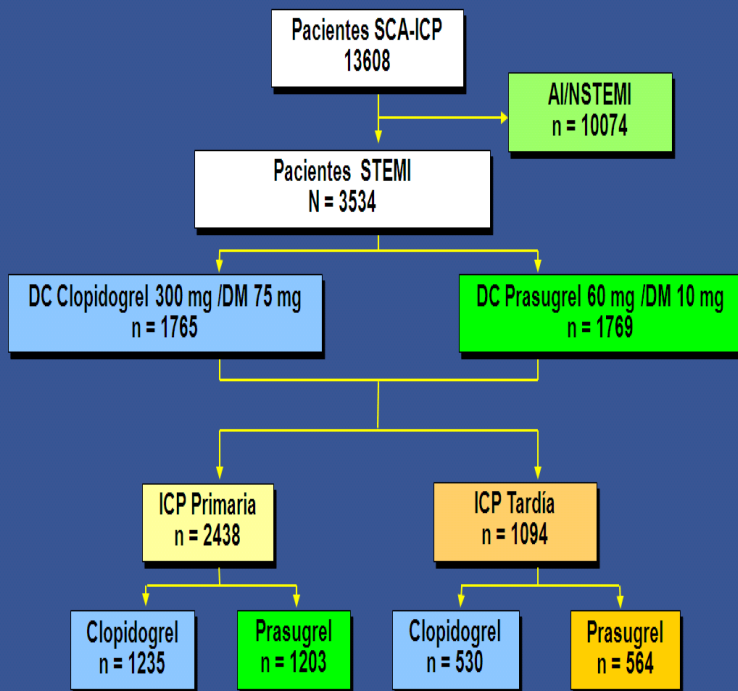 Pacientes SCA-ICP
13608
AI/NSTEMI
n = 10074
Pacientes STEMI
N = 3534
DC Clopidogrel 300 mg /DM 75 mg
n = 1765
DC Prasugrel 60 mg /DM 10 mg
n = 1769
ICP Primaria
n = 2438
ICP Tardía
n = 1094
Clopidogrel
n = 1235
Prasugrel
n = 1203
Clopidogrel
n = 530
Prasugrel
n = 564